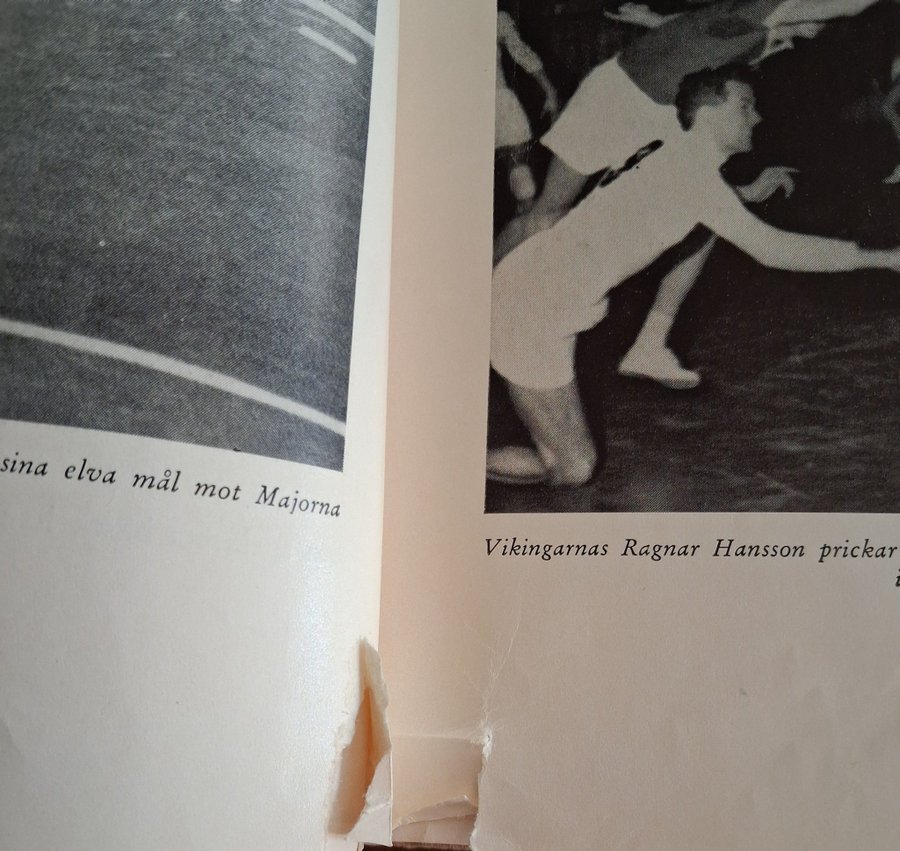 sina elva mål mot Majorna
Vikingarnas Ragnar Hansson prickar